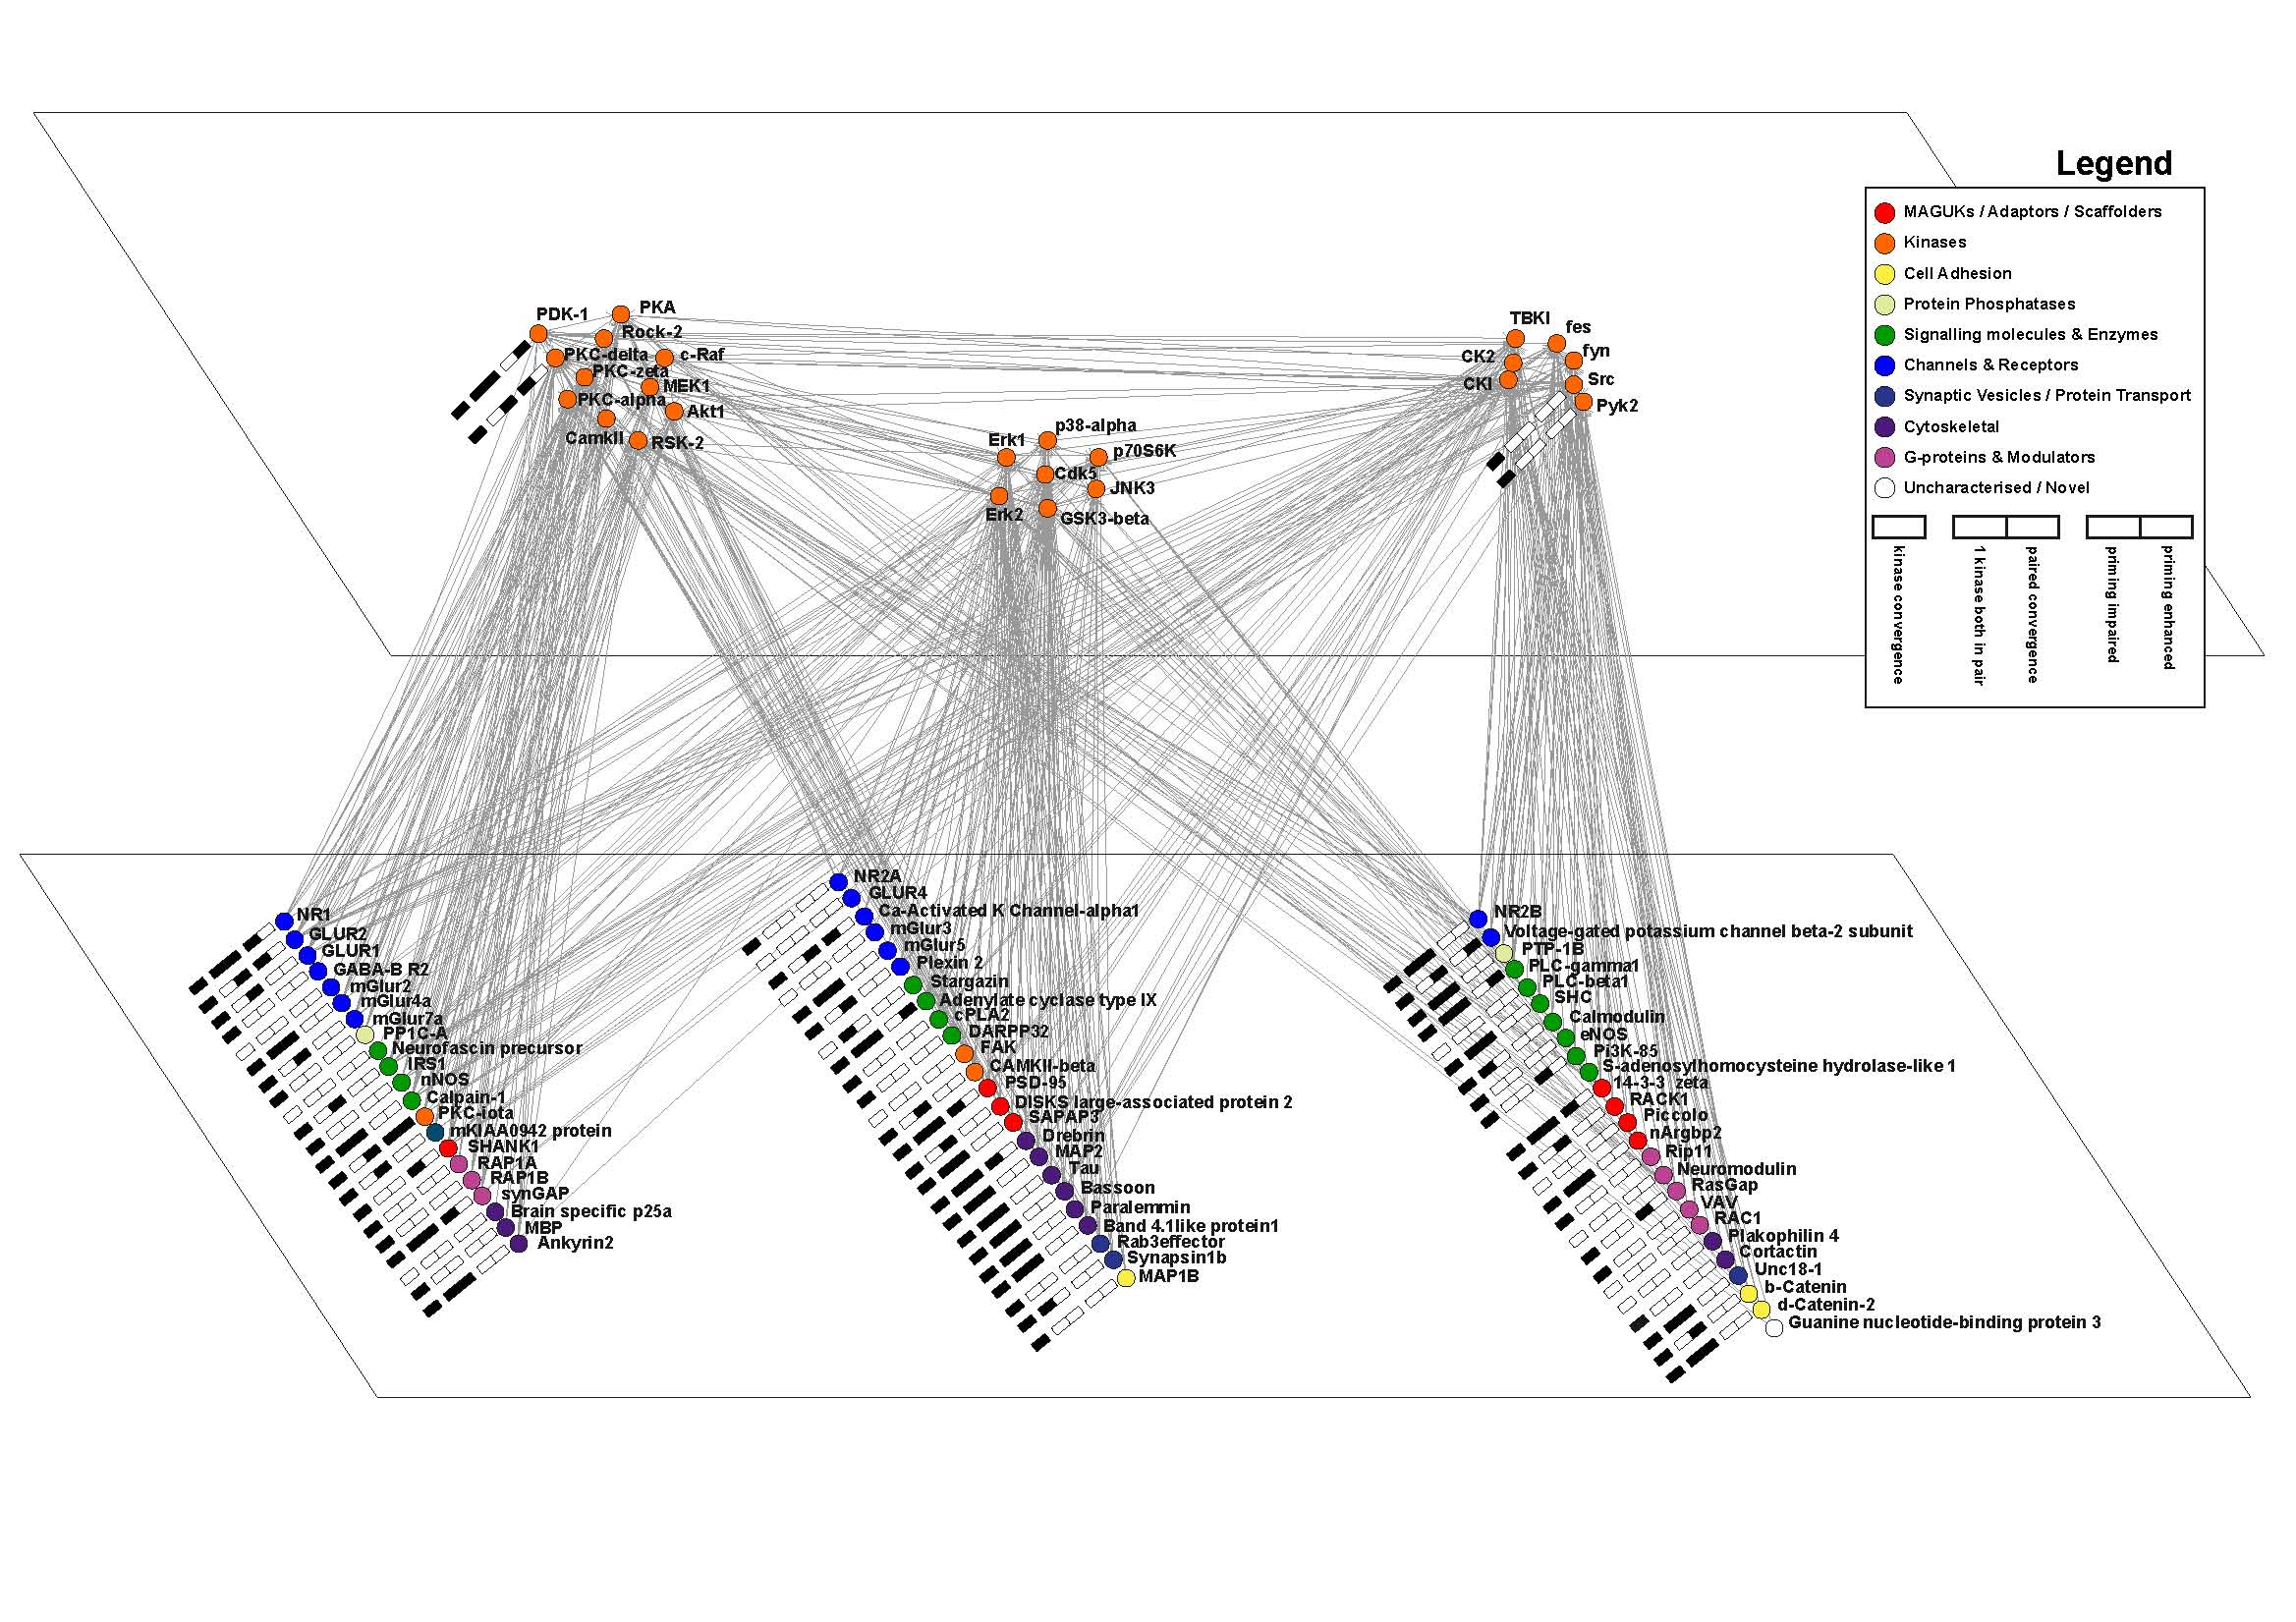 Legend
MAGUKs / Adaptors / Scaffolders
Kinases
Cell Adhesion
Protein Phosphatases
Signalling molecules & Enzymes
Channels & Receptors
Synaptic Vesicles / Protein Transport
Cytoskeletal
G-proteins & Modulators
Uncharacterised / Novel
kinase convergence
1 kinase both in pair
paired convergence
priming impaired
priming enhanced
PDK-1
PKA
Rock-2
PKC-delta
c-Raf
PKC-zeta
MEK1
PKC-alpha
Akt1
CamkII
RSK-2
Erk1
p38-alpha
p70S6K
Cdk5
JNK3
Erk2
GSK3-beta
TBKI
fes
CK2
fyn
CKI
Src
Pyk2
NR1
GLUR2
GLUR1
GABA-B R2
mGlur2
mGlur4a
mGlur7a
PP1C-A
Neurofascin precursor
IRS1
nNOS
Calpain-1
PKC-iota
mKIAA0942 protein
SHANK1
RAP1A
RAP1B
synGAP
Brain specific p25a
MBP
Ankyrin2
NR2A
GLUR4
Ca-Activated K Channel-alpha1
mGlur3
mGlur5
Plexin 2
Stargazin
Adenylate cyclase type IX
cPLA2
DARPP32
FAK
CAMKII-beta
PSD-95
DISKS large-associated protein 2
SAPAP3
Drebrin
MAP2
Tau
Bassoon
Paralemmin
Band 4.1like protein1
Rab3effector
Synapsin1b
MAP1B
NR2B
Voltage-gated potassium channel beta-2 subunit
PTP-1B
PLC-gamma1
PLC-beta1
SHC
Calmodulin
eNOS
Pi3K-85
S-adenosylhomocysteine hydrolase-like 1
14-3-3 zeta
RACK1
Piccolo
nArgbp2
Rip11
Neuromodulin
RasGap
VAV
RAC1
Plakophilin 4
Cortactin
Unc18-1
b-Catenin
d-Catenin-2
Guanine nucleotide-binding protein 3